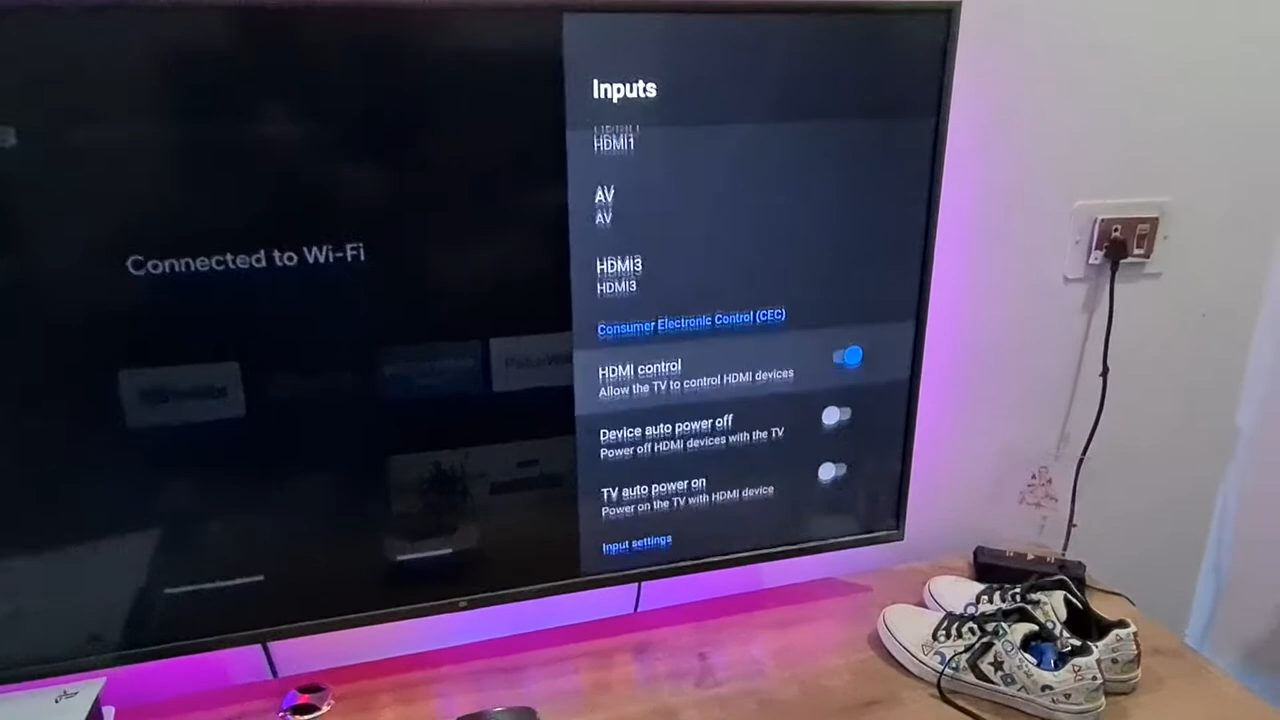 Inputs
HDMI1
HDMI1
AV
AV
HDMI3
HDMI3
Consumer Electronic Control (CEC)
HDMI control
Allow the TV to control HDMI devices
Device auto power off
Power off HDMI devices with the TV
TV auto power on
Power on the TV with HDMI device
Input settings
Connected to Wi-Fi